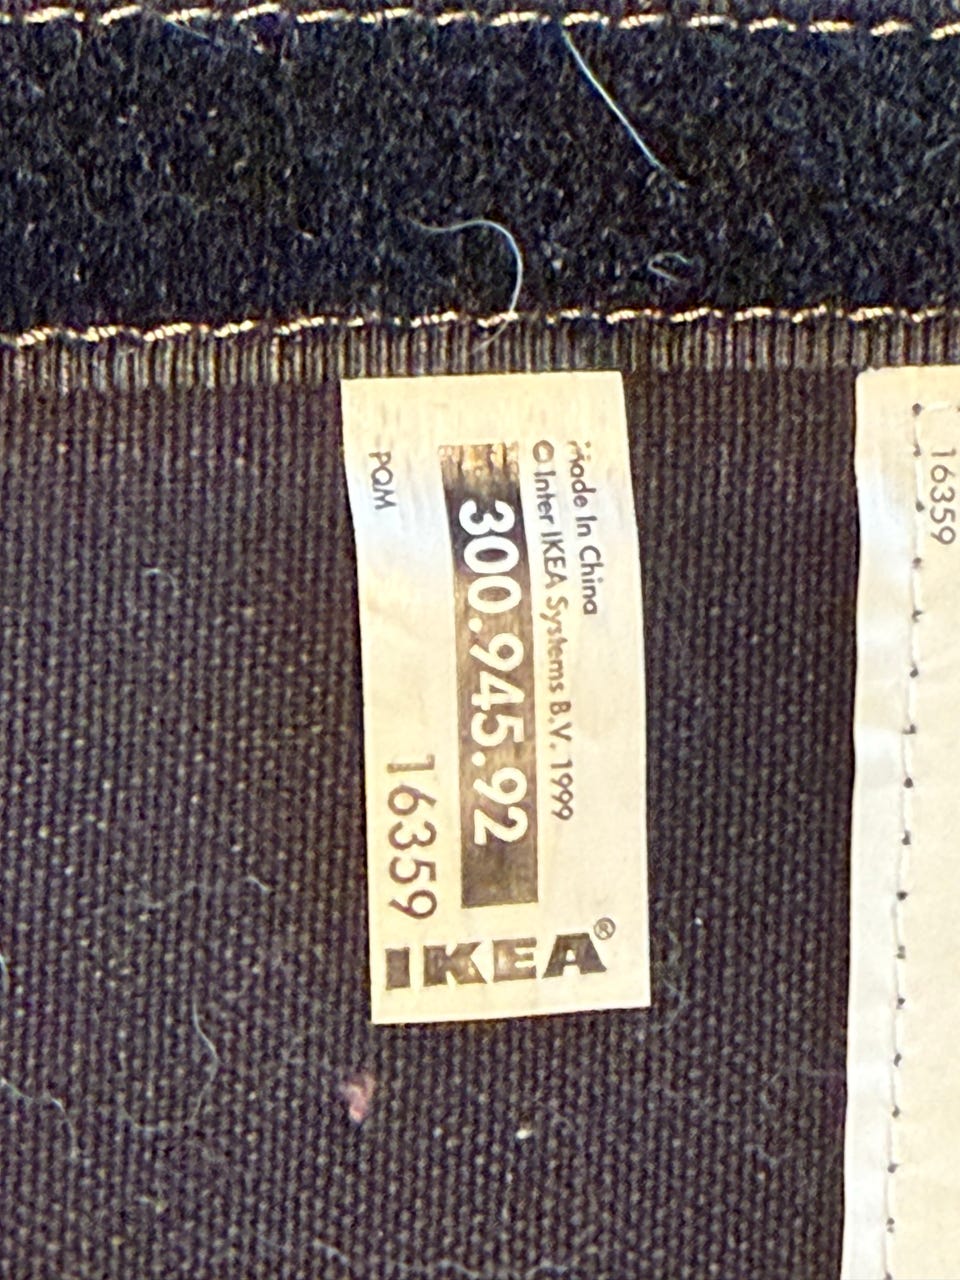 Made In China
© Inter IKEA Systems B.V. 1999
300.945.92
PQM
16359
IKEA®
16359